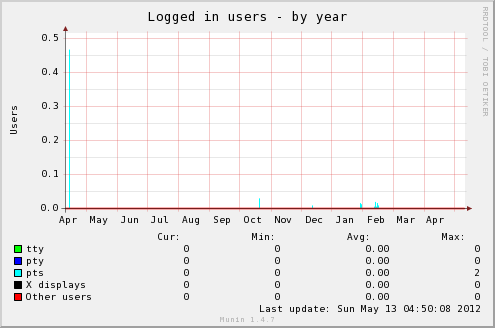 Logged in users - by year
RRDTOOL / TOBI OETIKER
Users
0.5
0.4
0.3
0.2
0.1
0.0
Apr May Jun Jul Aug Sep Oct Nov Dec Jan Feb Mar Apr
Cur: Min: Avg: Max:
tty 0 0 0.00 0
pty 0 0 0.00 0
pts 0 0 0.00 2
X displays 0 0 0.00 0
Other users 0 0 0.00 0
Last update: Sun May 13 04:50:08 2012
Munin 1.4.7